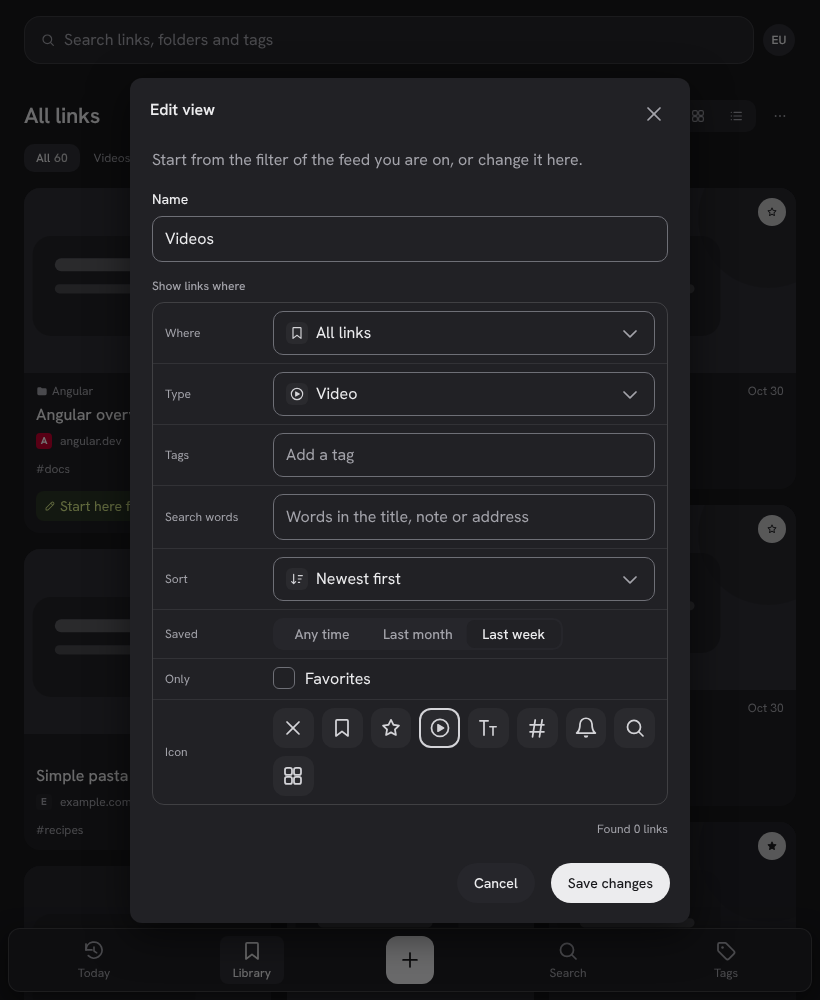 Search links, folders and tags
EU
All links
All 60
Videos
Edit view
Start from the filter of the feed you are on, or change it here.
Name
Videos
Show links where
Where
All links
Type
Video
Tags
Add a tag
Search words
Words in the title, note or address
Sort
Newest first
Saved
Any time
Last month
Last week
Only
Favorites
Icon
Found 0 links
Cancel
Save changes
Angular
Angular over
A
angular.dev
#docs
Start here f
Oct 30
Simple pasta
E
example.com
#recipes
Oct 30
Today
Library
Search
Tags